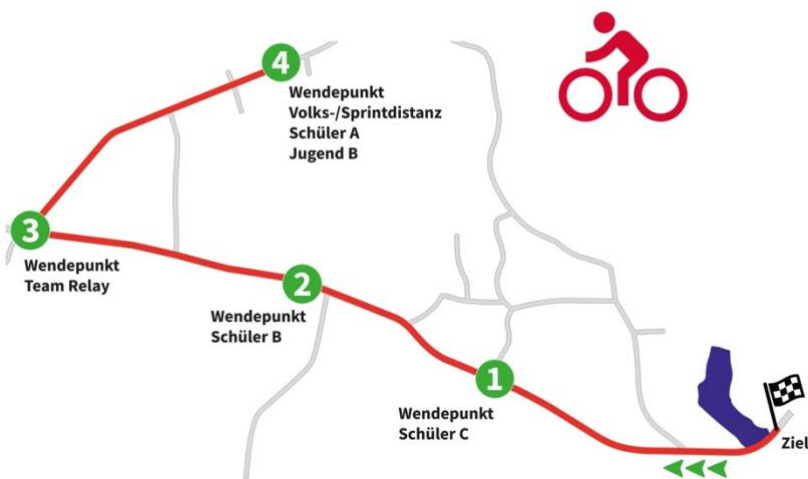 4
Wendepunkt
Volks-/Sprintdistanz
Schüler A
Jugend B
3
Wendepunkt
Team Relay
2
Wendepunkt
Schüler B
1
Wendepunkt
Schüler C
Ziel